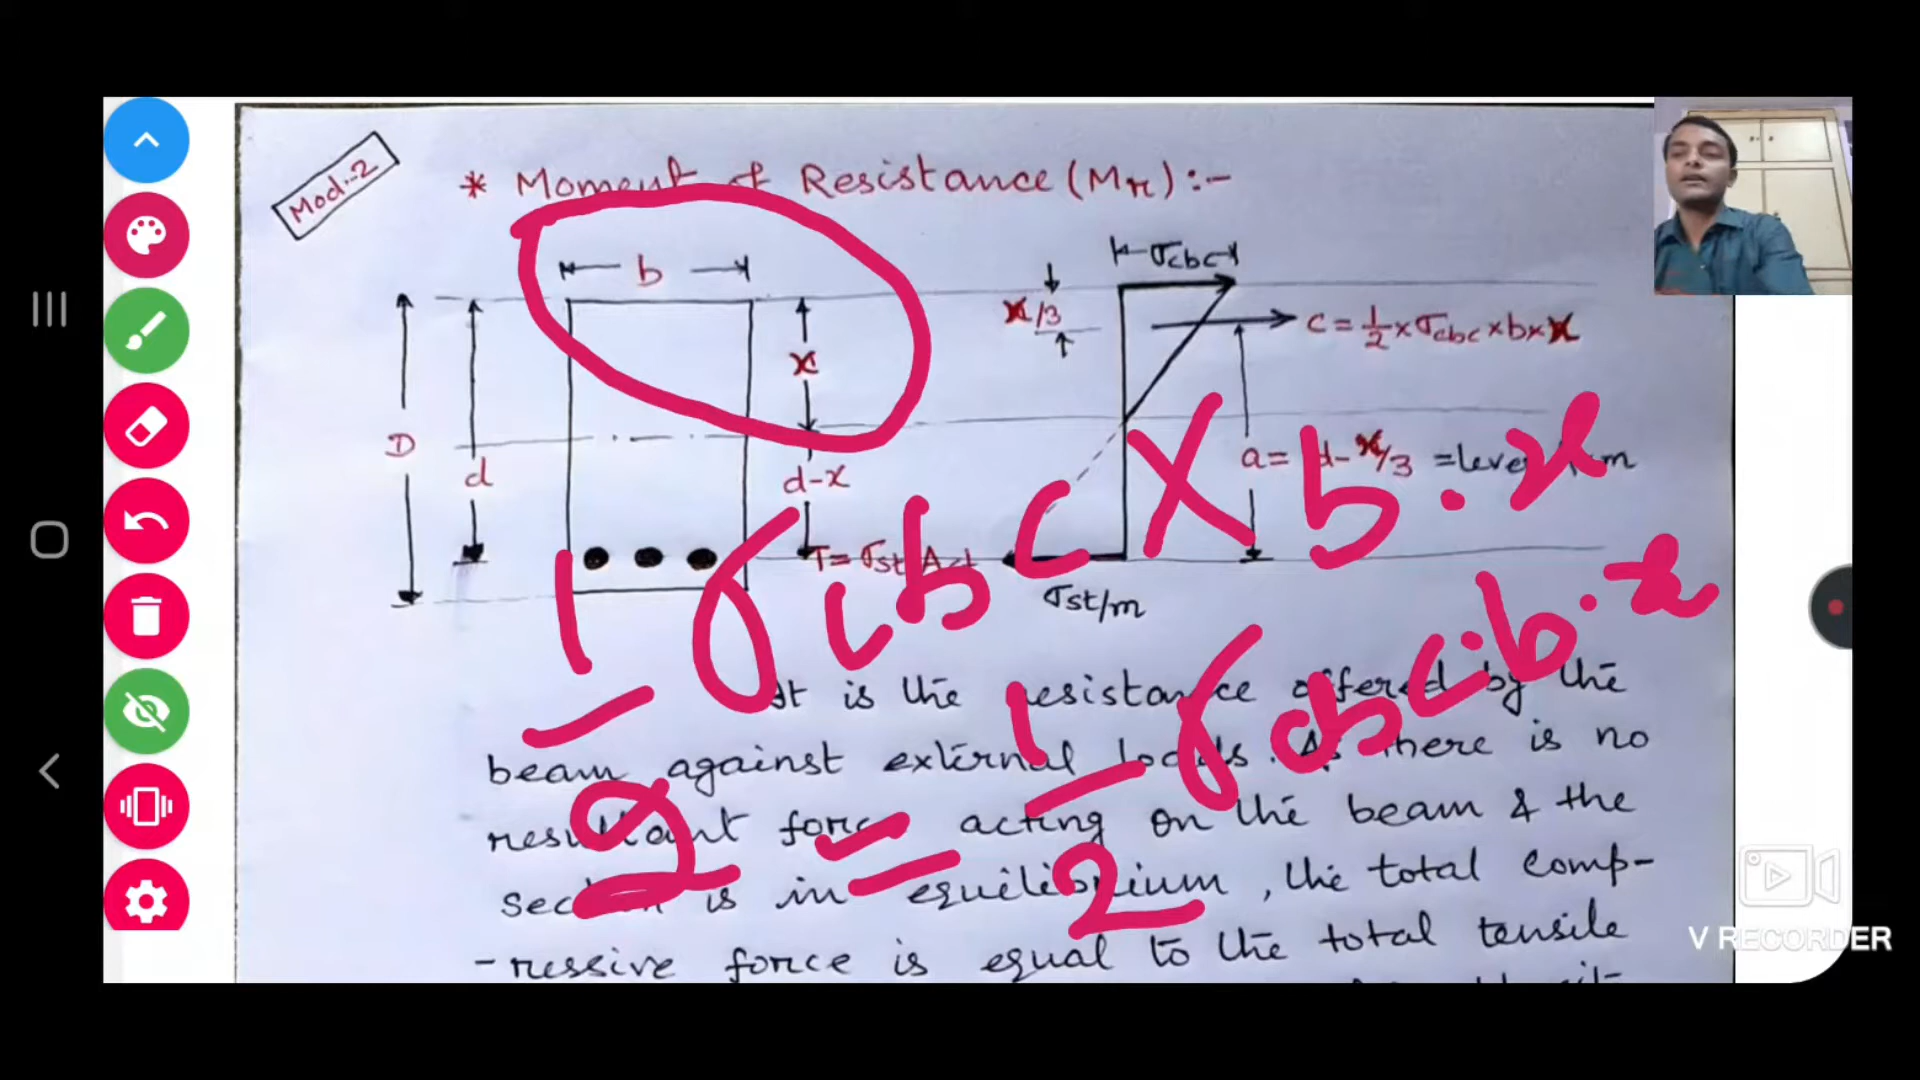 Mod:-2
* Moment of Resistance (Mr) :-
b
σcbc
x/3
c = 1/2 × σcbc × b × x
x
D
d
d-x
a = d - x/3 = lever arm
T = σst Ast
σst/m
1/2 σcbc × b · x
= 1/2 σcbc · b · x
It is the resistance offered by the
beam against external loads. As there is no
resultant force acting on the beam & the
section is in equilibrium, the total comp-
-ressive force is equal to the total tensile
V RECORDER